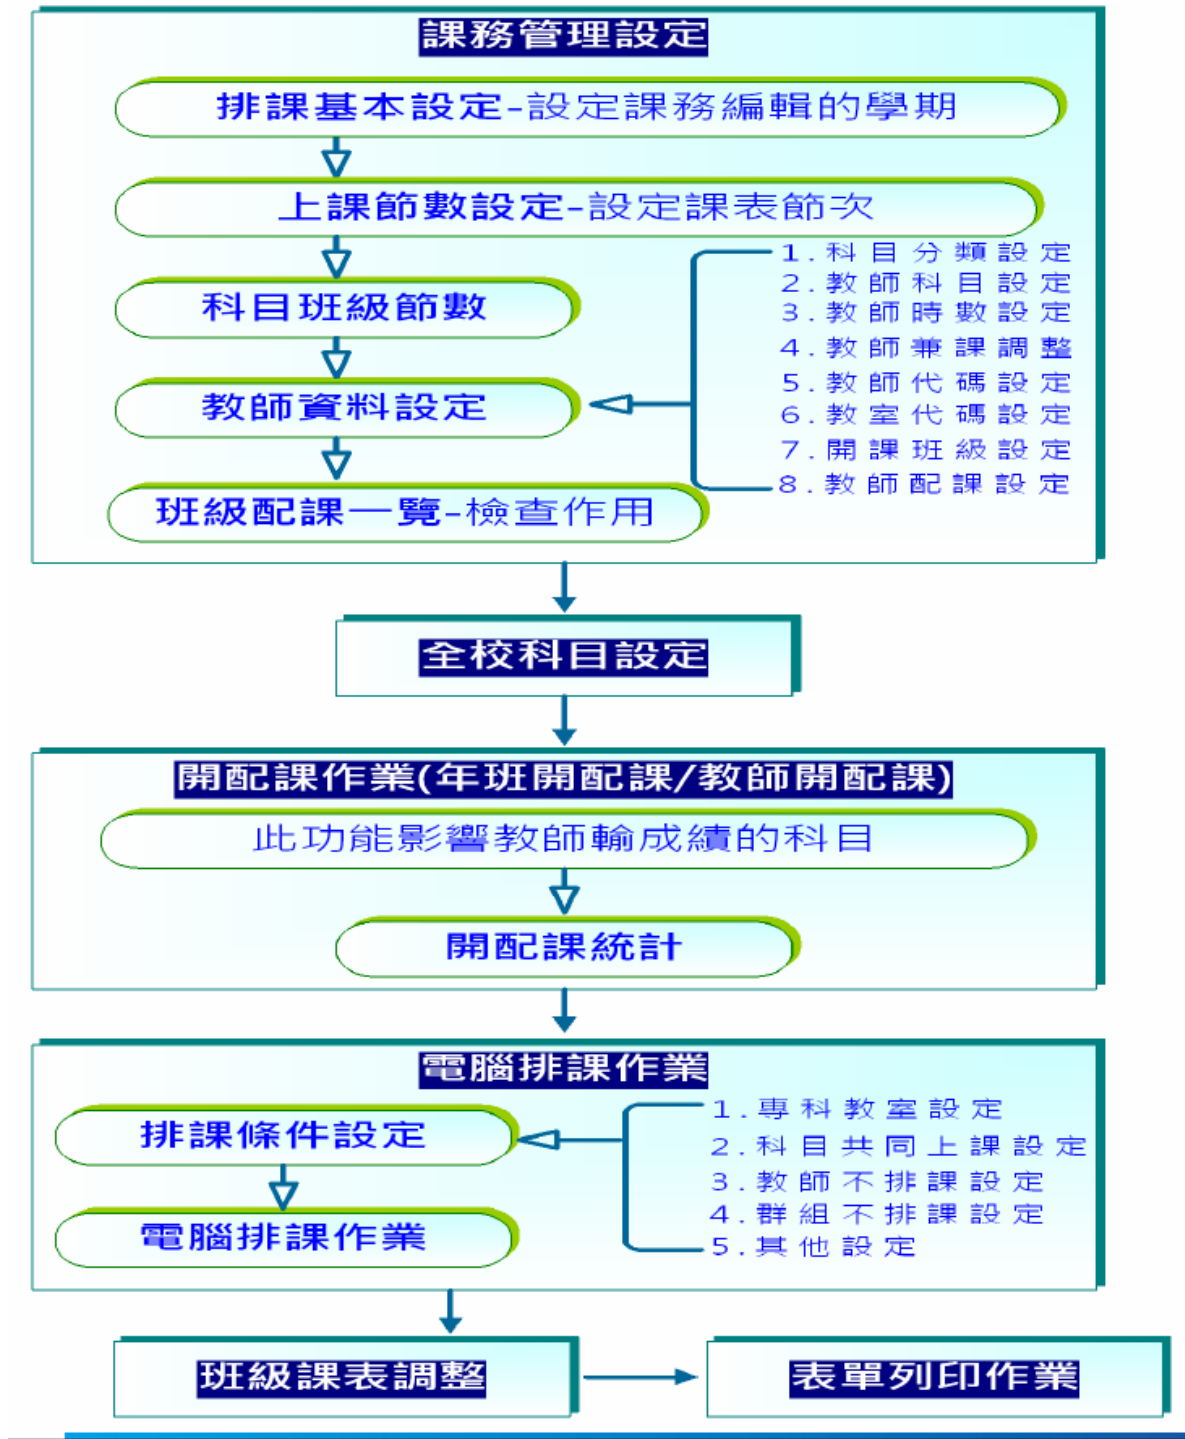 課務管理設定
排課基本設定-設定課務編輯的學期
上課節數設定-設定課表節次
科目班級節數
教師資料設定
1.科目分類設定
2.教師科目設定
3.教師時數設定
4.教師兼課調整
5.教師代碼設定
6.教室代碼設定
7.開課班級設定
8.教師配課設定
班級配課一覽-檢查作用
全校科目設定
開配課作業(年班開配課/教師開配課)
此功能影響教師輸成績的科目
開配課統計
電腦排課作業
排課條件設定
電腦排課作業
1.專科教室設定
2.科目共同上課設定
3.教師不排課設定
4.群組不排課設定
5.其他設定
班級課表調整
表單列印作業